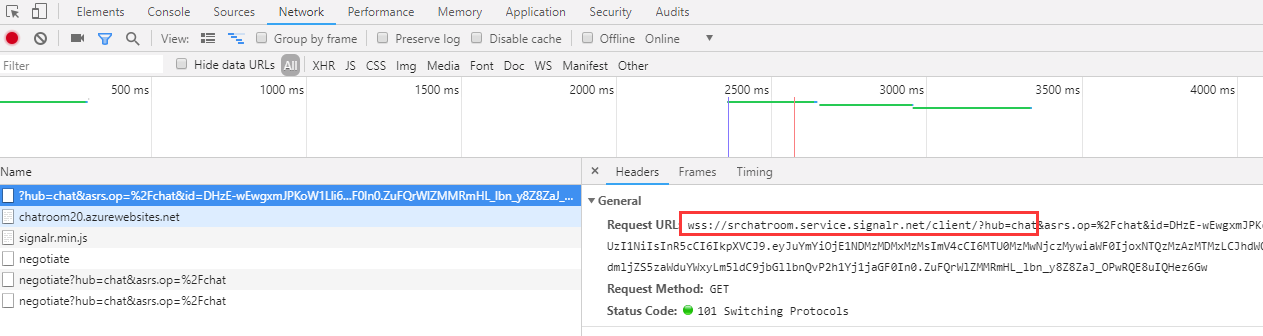 Elements Console Sources Network Performance Memory Application Security Audits
View: Group by frame Preserve log Disable cache Offline Online
Filter Hide data URLs All XHR JS CSS Img Media Font Doc WS Manifest Other
500 ms 1000 ms 1500 ms 2000 ms 2500 ms 3000 ms 3500 ms 4000 ms
Name
?hub=chat&asrs.op=%2Fchat&id=DHzE-wEwgxmJPKoW1Lli6...F0In0.ZuFQrWlZMMRmHL_lbn_y8Z8ZaJ_...
chatroom20.azurewebsites.net
signalr.min.js
negotiate
negotiate?hub=chat&asrs.op=%2Fchat
negotiate?hub=chat&asrs.op=%2Fchat
× Headers Frames Timing
General
Request URL: wss://srchatroom.service.signalr.net/client/?hub=chat&asrs.op=%2Fchat&id=DHzE-wEwgxmJPK
UzI1NiIsInR5cCI6IkpXVCJ9.eyJuYmYiOjE1NDMzMDMxMzMsImV4cCI6MTU0MzMwNjczMywiaWF0IjoxNTQzMzAzMTMzLCJhdWQ
dmljZS5zaWduYWxyLm5ldC9jbGllbnQvP2h1Yj1jaGF0In0.ZuFQrWlZMMRmHL_lbn_y8Z8ZaJ_OPwRQE8uIQHez6Gw
Request Method: GET
Status Code: 101 Switching Protocols